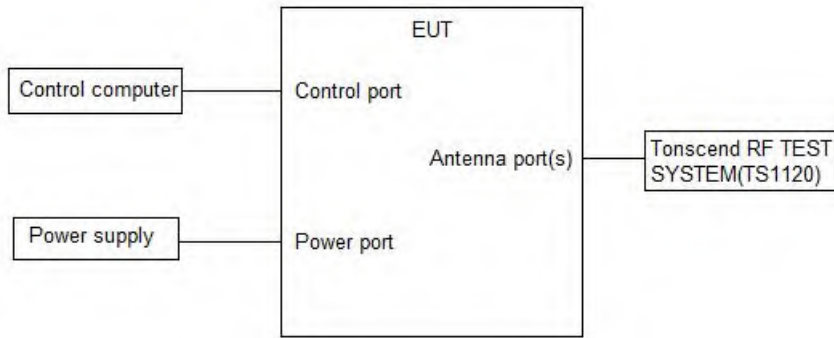 EUT
Control computer
Control port
Antenna port(s)
Tonscend RF TEST
SYSTEM(TS1120)
Power supply
Power port